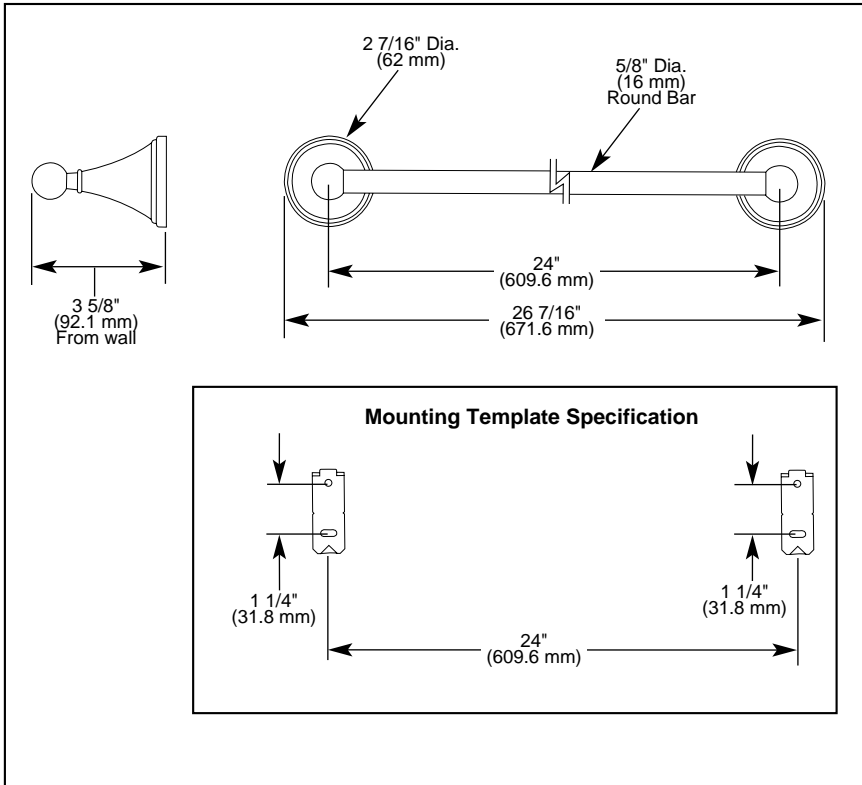 2 7/16" Dia.
(62 mm)
5/8" Dia.
(16 mm)
Round Bar
24"
(609.6 mm)
3 5/8"
(92.1 mm)
From wall
26 7/16"
(671.6 mm)
Mounting Template Specification
1 1/4"
(31.8 mm)
1 1/4"
(31.8 mm)
24"
(609.6 mm)